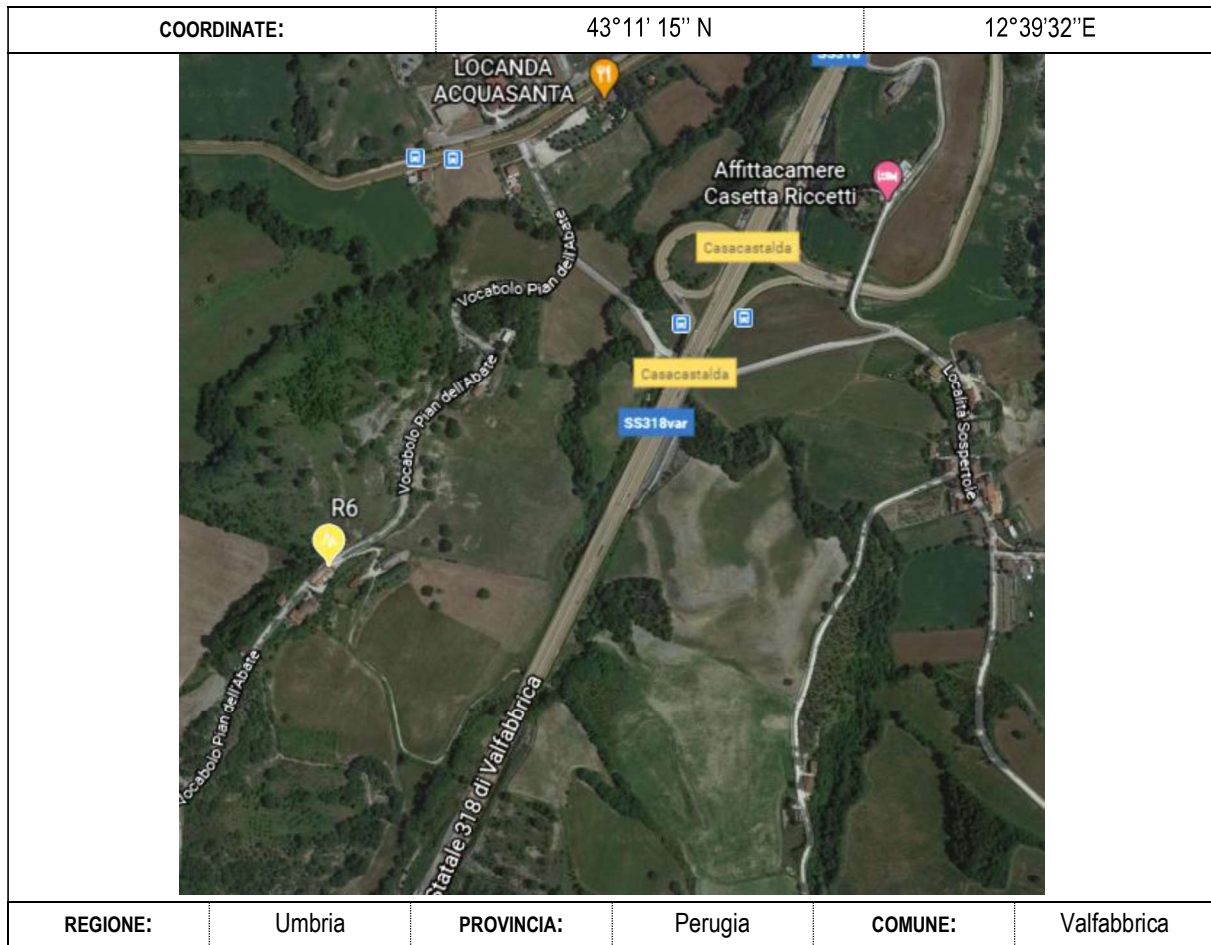 COORDINATE: 43°11' 15'' N 12°39'32''E
SS318
LOCANDA
ACQUASANTA
Affittacamere
Casetta Riccetti
Casacastalda
Vocabolo Pian dell'Abate
Vocabolo Pian dell'Abate
Casacastalda
Località Sospertole
SS318var
R6
Vocabolo Pian dell'Abate
Statale 318 di Valfabbrica
REGIONE: Umbria PROVINCIA: Perugia COMUNE: Valfabbrica